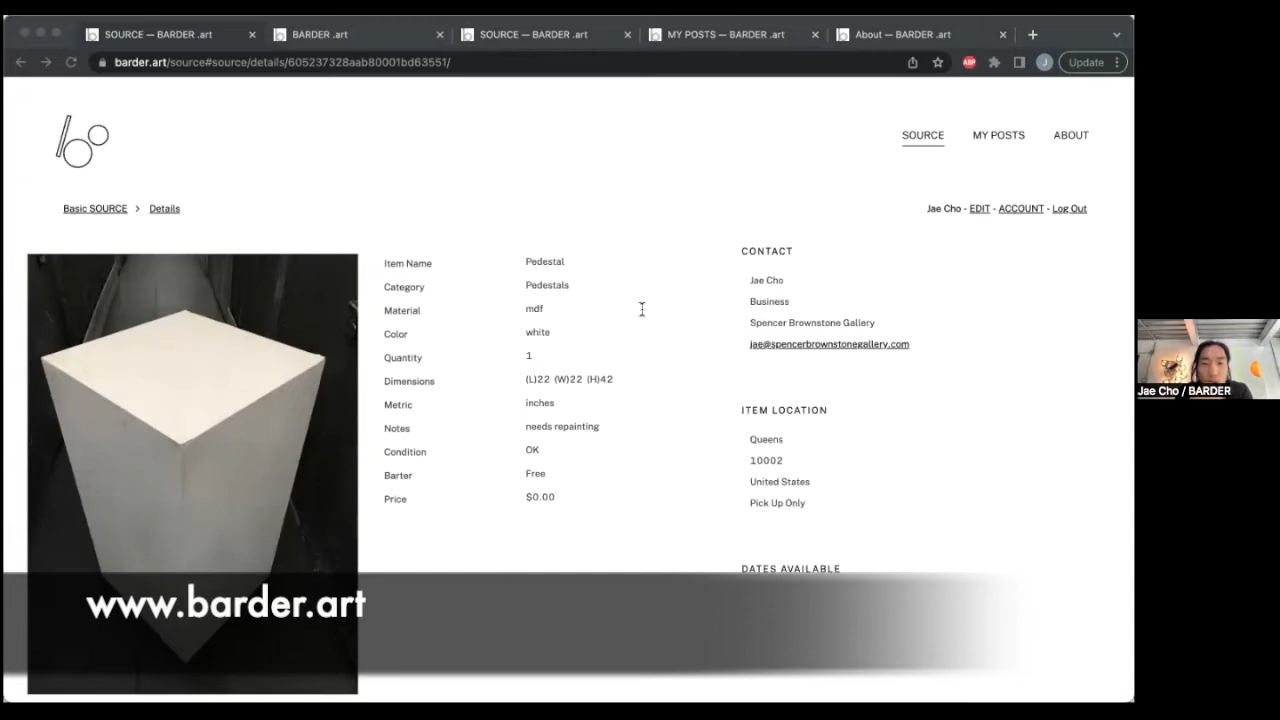 SOURCE — BARDER .art
BARDER .art
SOURCE — BARDER .art
MY POSTS — BARDER .art
About — BARDER .art
barder.art/source#source/details/605237328aab80001bd63551/
ABP
J
Update
SOURCE
MY POSTS
ABOUT
Basic SOURCE > Details
Jae Cho - EDIT - ACCOUNT - Log Out
Item Name Pedestal
Category Pedestals
Material mdf
Color white
Quantity 1
Dimensions (L)22 (W)22 (H)42
Metric inches
Notes needs repainting
Condition OK
Barter Free
Price $0.00
CONTACT
Jae Cho
Business
Spencer Brownstone Gallery
jae@spencerbrownstonegallery.com
ITEM LOCATION
Queens
10002
United States
Pick Up Only
DATES AVAILABLE
www.barder.art
Jae Cho / BARDER